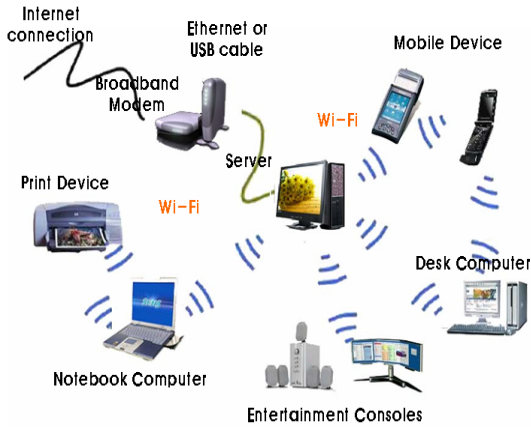 Internet
connection
Ethernet or
USB cable
Mobile Device
Broadband
Modem
Wi-Fi
Server
Print Device
Wi-Fi
Desk Computer
Notebook Computer
Entertainment Consoles